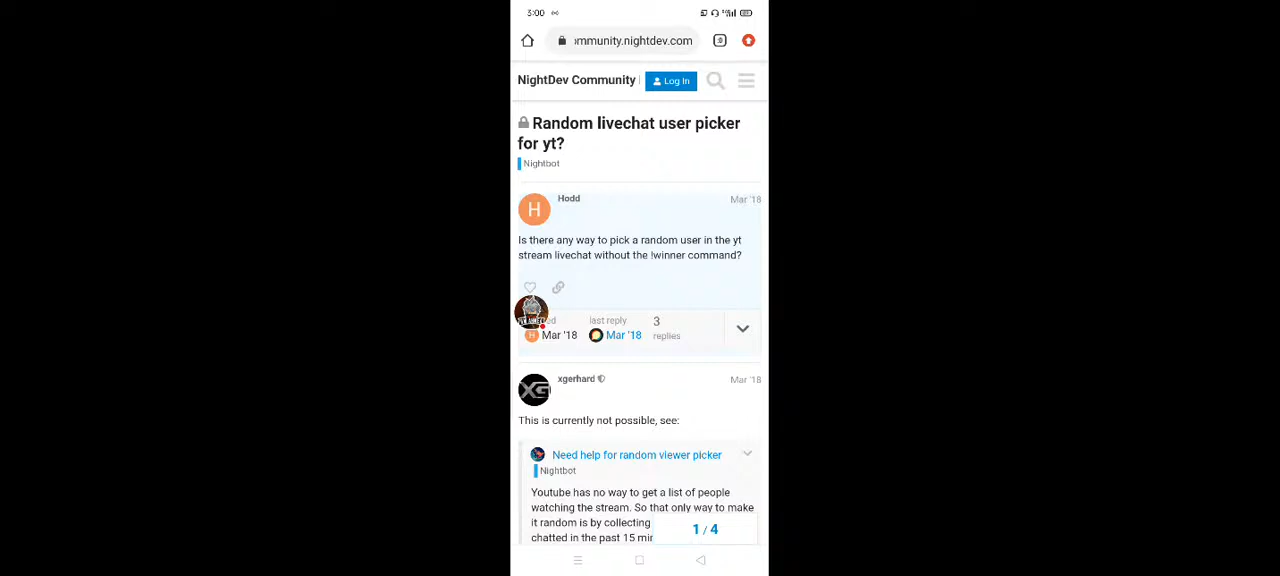 3:00
mmunity.nightdev.com
NightDev Community
Log In
Random livechat user picker
for yt?
Nightbot
H
Hodd
Mar '18
Is there any way to pick a random user in the yt
stream livechat without the !winner command?
ed
last reply
3
H Mar '18
Mar '18
replies
XG
xgerhard
Mar '18
This is currently not possible, see:
Need help for random viewer picker
Nightbot
Youtube has no way to get a list of people
watching the stream. So that only way to make
it random is by collecting
chatted in the past 15 mi
1 / 4